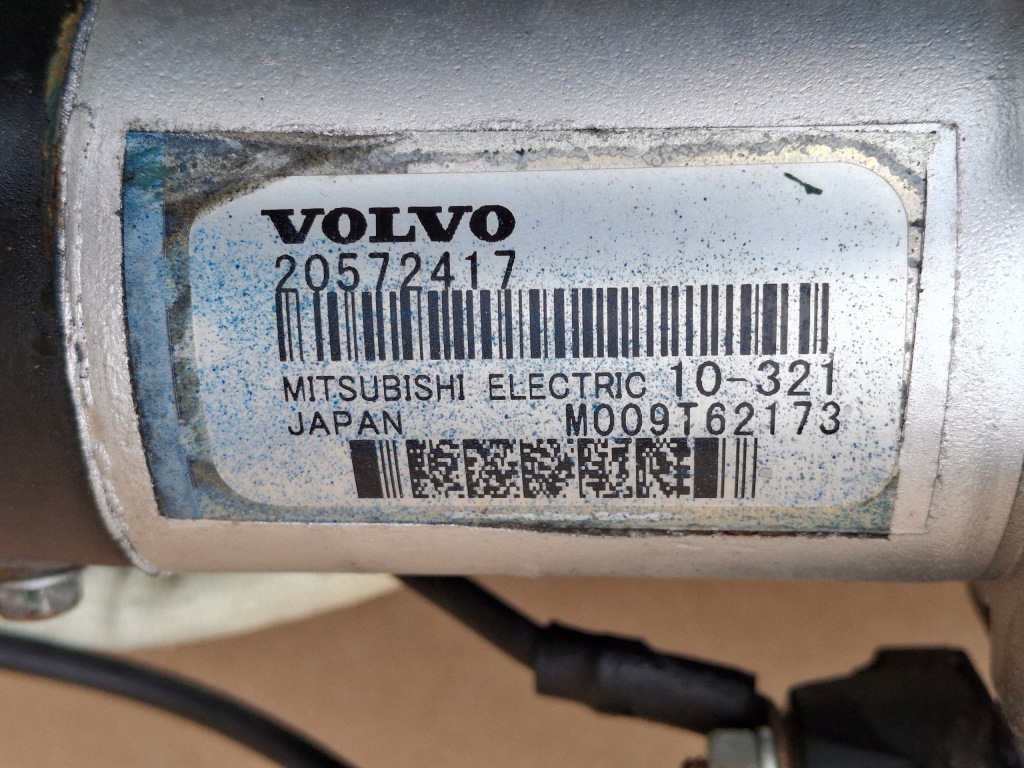 VOLVO
20572417
MITSUBISHI ELECTRIC 10-321
JAPAN M009T62173